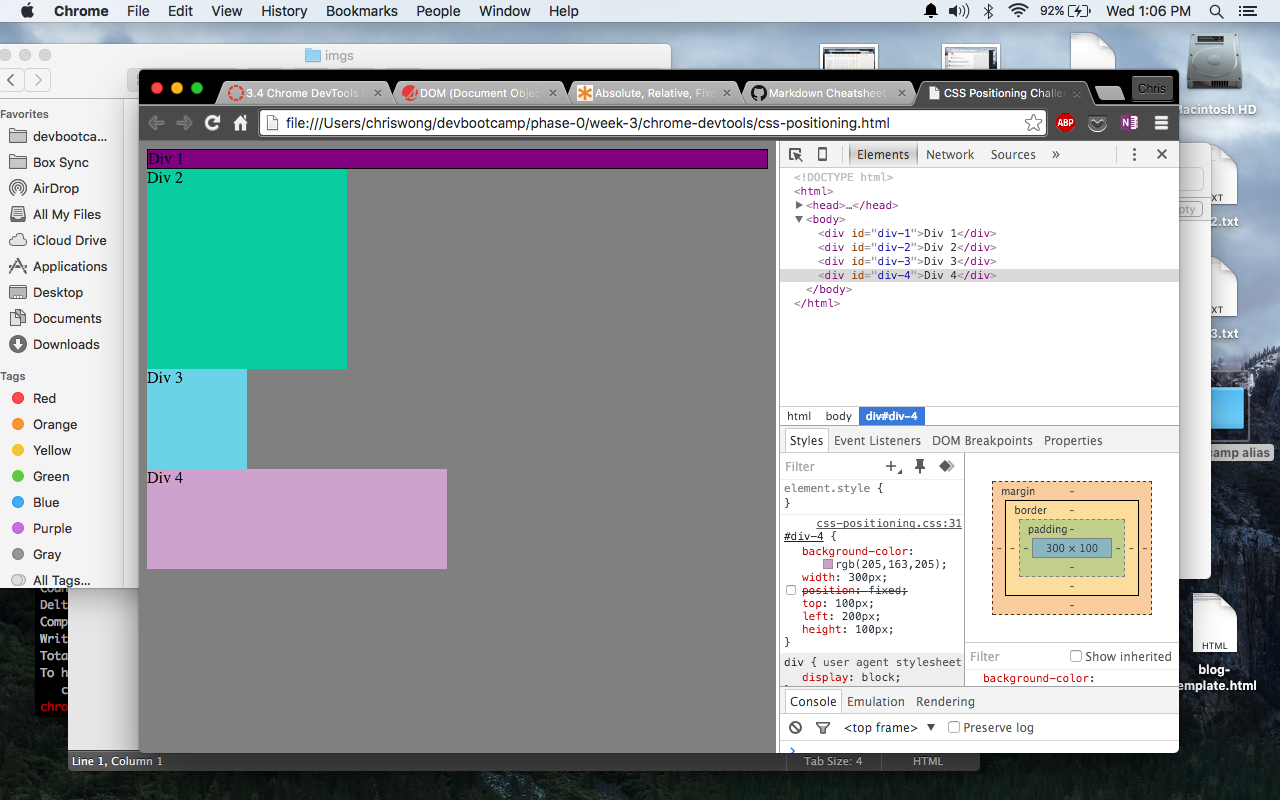 Chrome File Edit View History Bookmarks People Window Help 92% Wed 1:06 PM
imgs
Favorites
devbootca...
Box Sync
AirDrop
All My Files
iCloud Drive
Applications
Desktop
Documents
Downloads
Tags
Red
Orange
Yellow
Green
Blue
Purple
Gray
All Tags...
3.4 Chrome DevTools
DOM (Document Objec
Absolute, Relative, Fixe
Markdown Cheatsheet
CSS Positioning Challen
Chris
file:///Users/chriswong/devbootcamp/phase-0/week-3/chrome-devtools/css-positioning.html
ABP
Div 1
Div 2
Div 3
Div 4
Elements Network Sources »
<!DOCTYPE html>
<html>
<head>…</head>
<body>
<div id="div-1">Div 1</div>
<div id="div-2">Div 2</div>
<div id="div-3">Div 3</div>
<div id="div-4">Div 4</div>
</body>
</html>
html body div#div-4
Styles Event Listeners DOM Breakpoints Properties
Filter
element.style {
}
css-positioning.css:31
#div-4 {
background-color:
rgb(205,163,205);
width: 300px;
position: fixed;
top: 100px;
left: 200px;
height: 100px;
}
div { user agent stylesheet
display: block;
margin -
border -
padding -
- - - 300 × 100 - - -
-
-
-
Filter Show inherited
background-color:
Console Emulation Rendering
<top frame> ▼ Preserve log
Macintosh HD
2.txt
3.txt
camp alias
HTML
blog-
template.html
Delt
Comp
Writ
Tota
To h
c
chro
Line 1, Column 1 Tab Size: 4 HTML